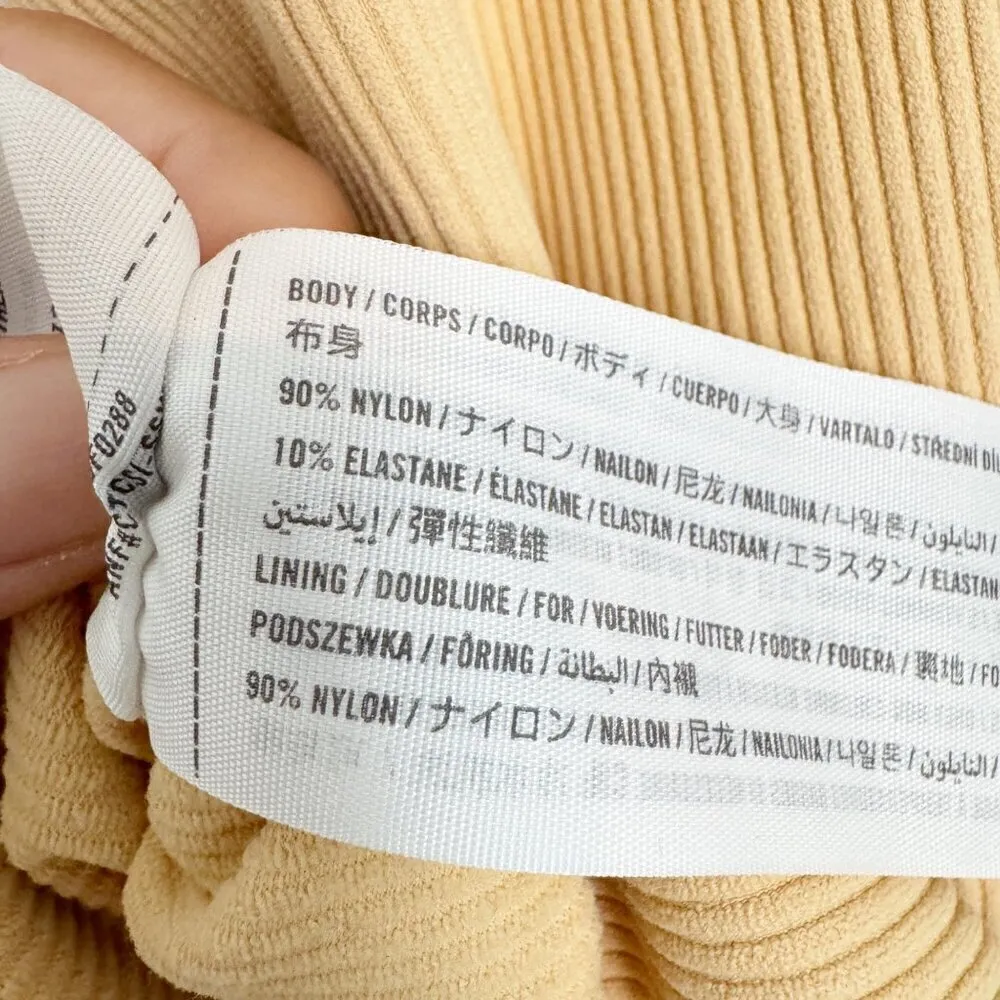 BODY / CORPS / CORPO / ボディ / CUERPO / 大身 / VARTALO / STŘEDNÍ DÍL
布身
90% NYLON / ナイロン / NAILON / 尼龙 / NAILONIA / 나일론 / النايلون /
10% ELASTANE / ÉLASTANE / ELASTAN / ELASTAAN / エラスタン / ELASTAN
إيلاستين / 彈性纖維
LINING / DOUBLURE / FOR / VOERING / FUTTER / FODER / FODERA / 裏地 / FO
PODSZEWKA / FÔRING / البطانة / 內襯
90% NYLON / ナイロン / NAILON / 尼龙 / NAILONIA / 나일론 / النايلون /
F0288